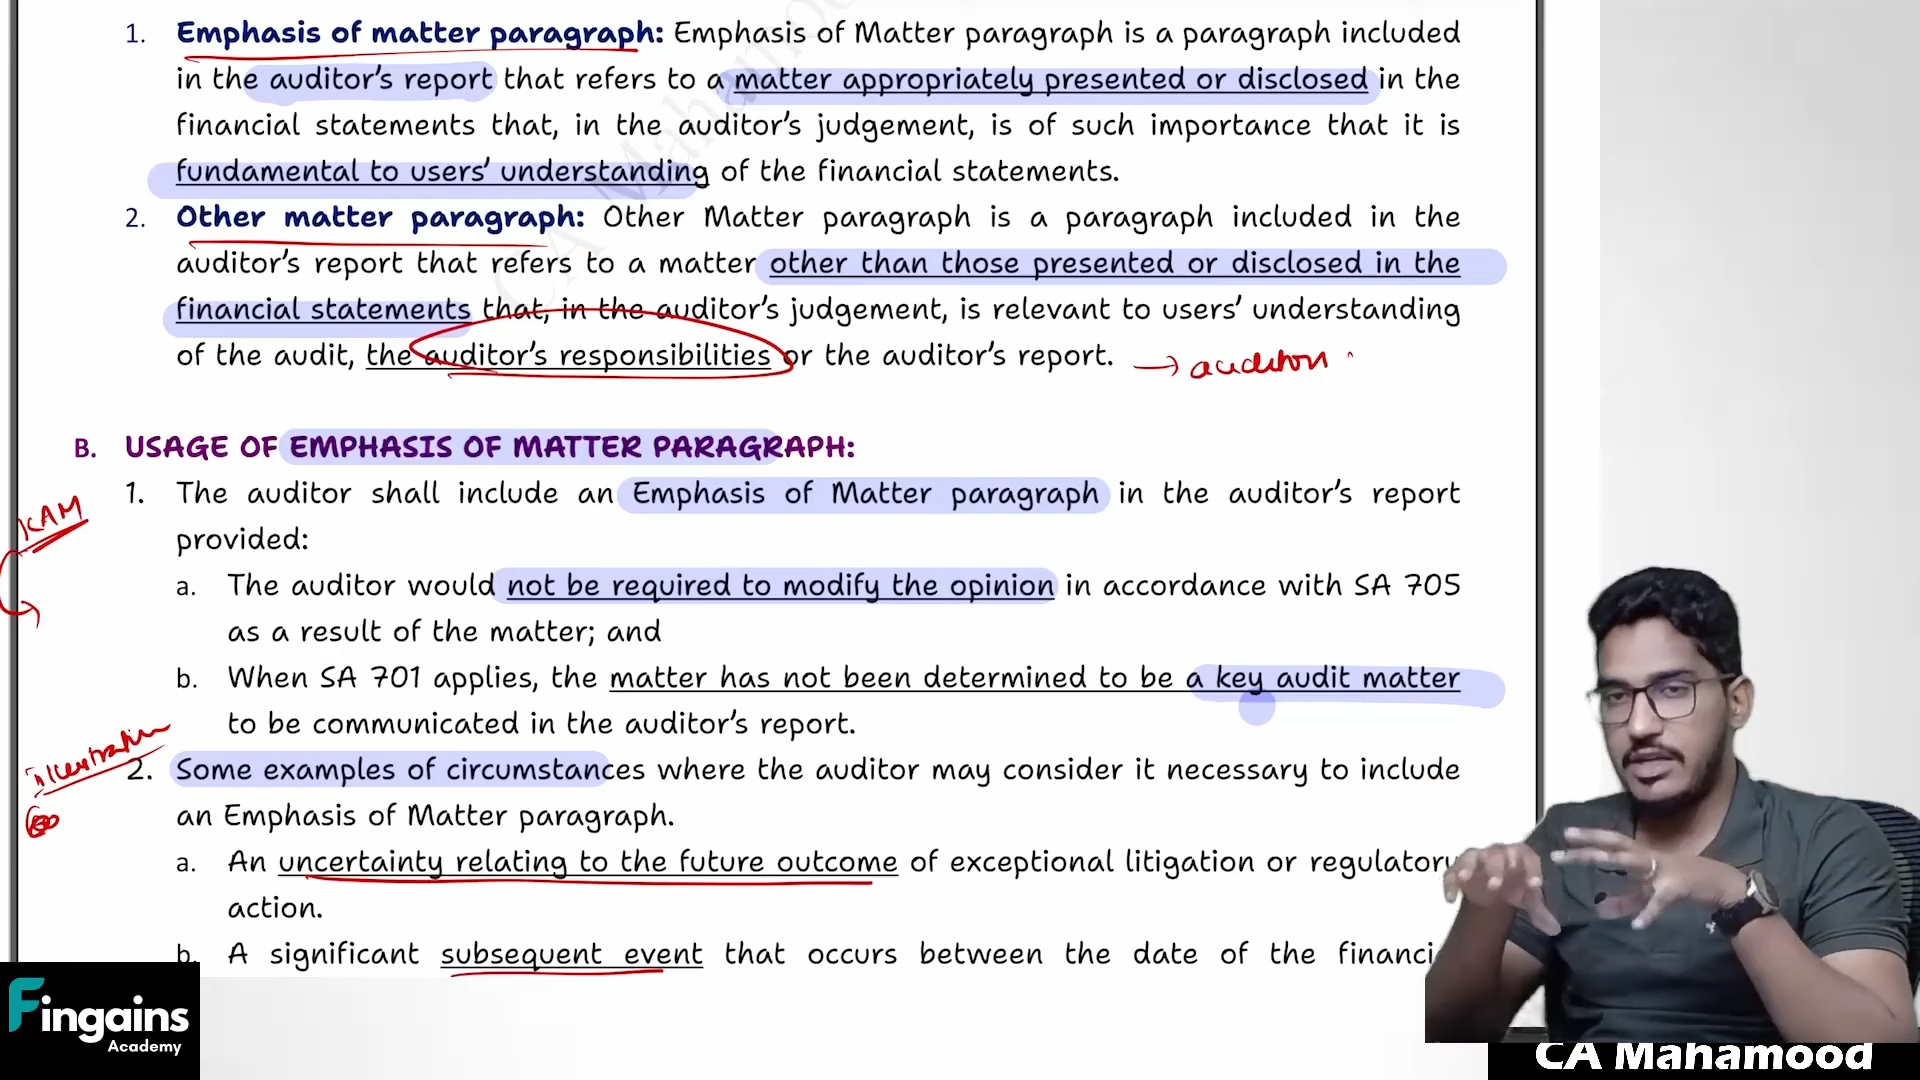 1. Emphasis of matter paragraph: Emphasis of Matter paragraph is a paragraph included
in the auditor's report that refers to a matter appropriately presented or disclosed in the
financial statements that, in the auditor's judgement, is of such importance that it is
fundamental to users' understanding of the financial statements.
2. Other matter paragraph: Other Matter paragraph is a paragraph included in the
auditor's report that refers to a matter other than those presented or disclosed in the
financial statements that, in the auditor's judgement, is relevant to users' understanding
of the audit, the auditor's responsibilities or the auditor's report.
→ auditor
B. USAGE OF EMPHASIS OF MATTER PARAGRAPH:
1. The auditor shall include an Emphasis of Matter paragraph in the auditor's report
KAM
provided:
a. The auditor would not be required to modify the opinion in accordance with SA 705
as a result of the matter; and
b. When SA 701 applies, the matter has not been determined to be a key audit matter
to be communicated in the auditor's report.
2. Some examples of circumstances where the auditor may consider it necessary to include
an Emphasis of Matter paragraph.
a. An uncertainty relating to the future outcome of exceptional litigation or regulatory
action.
b. A significant subsequent event that occurs between the date of the
Fingains
Academy
CA Mahamood